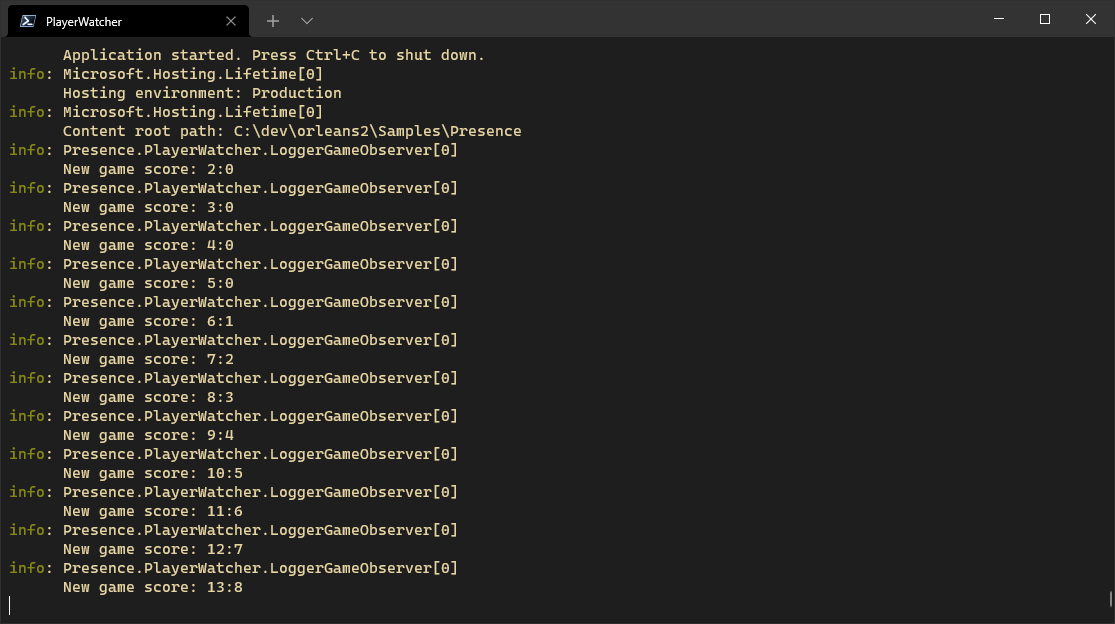 PlayerWatcher
Application started. Press Ctrl+C to shut down.
info: Microsoft.Hosting.Lifetime[0]
Hosting environment: Production
info: Microsoft.Hosting.Lifetime[0]
Content root path: C:\dev\orleans2\Samples\Presence
info: Presence.PlayerWatcher.LoggerGameObserver[0]
New game score: 2:0
info: Presence.PlayerWatcher.LoggerGameObserver[0]
New game score: 3:0
info: Presence.PlayerWatcher.LoggerGameObserver[0]
New game score: 4:0
info: Presence.PlayerWatcher.LoggerGameObserver[0]
New game score: 5:0
info: Presence.PlayerWatcher.LoggerGameObserver[0]
New game score: 6:1
info: Presence.PlayerWatcher.LoggerGameObserver[0]
New game score: 7:2
info: Presence.PlayerWatcher.LoggerGameObserver[0]
New game score: 8:3
info: Presence.PlayerWatcher.LoggerGameObserver[0]
New game score: 9:4
info: Presence.PlayerWatcher.LoggerGameObserver[0]
New game score: 10:5
info: Presence.PlayerWatcher.LoggerGameObserver[0]
New game score: 11:6
info: Presence.PlayerWatcher.LoggerGameObserver[0]
New game score: 12:7
info: Presence.PlayerWatcher.LoggerGameObserver[0]
New game score: 13:8